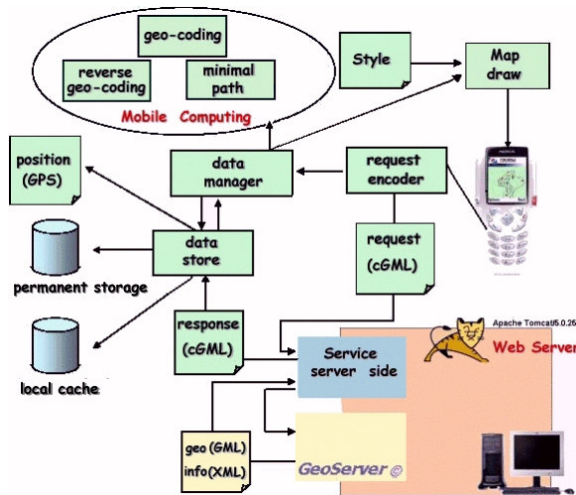 geo-coding
reverse
geo-coding
minimal
path
Mobile Computing
Style
Map
draw
position
(GPS)
data
manager
request
encoder
data
store
request
(cGML)
permanent storage
response
(cGML)
local cache
Apache Tomcat/5.0.25
Web Server
Service
server side
geo (GML)
info(XML)
GeoServer ©